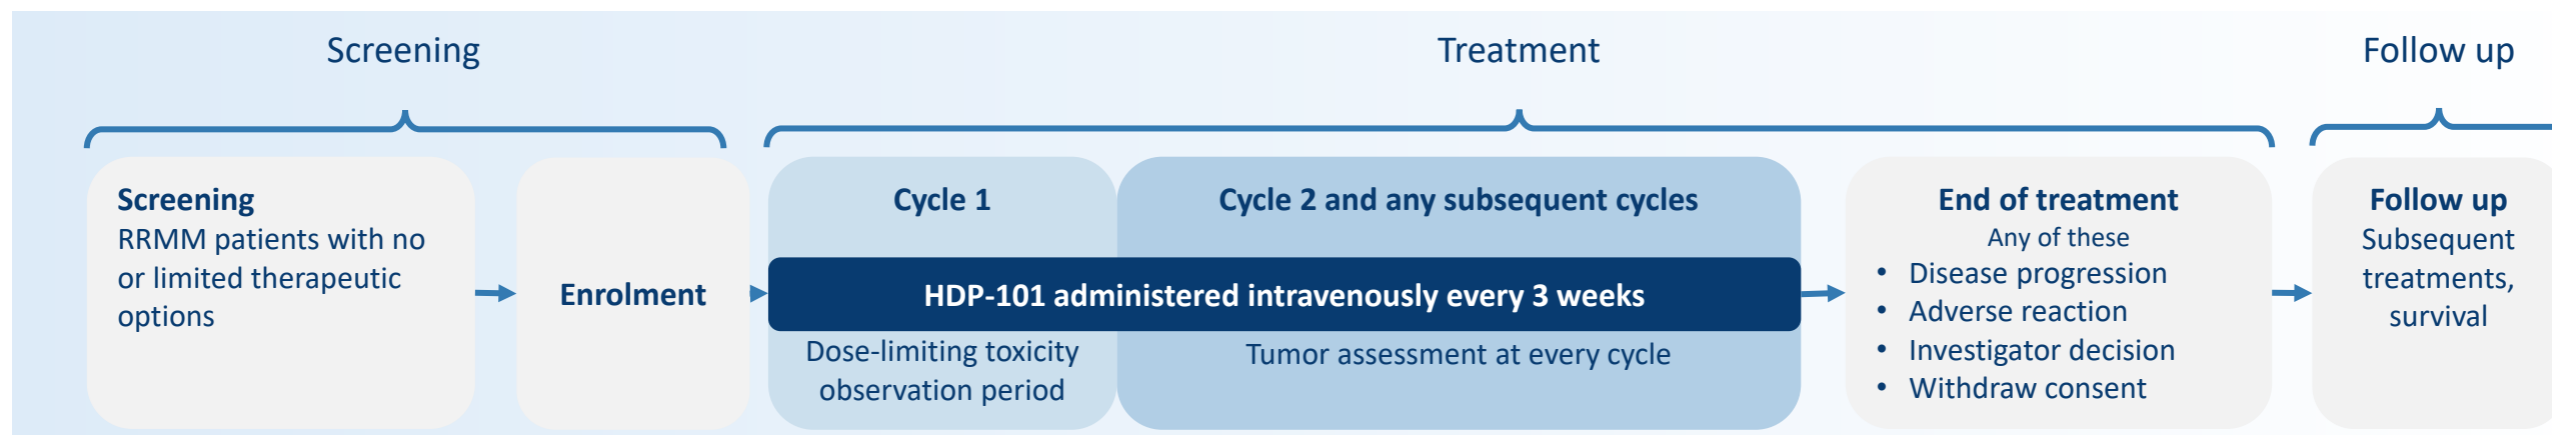 Screening
Treatment
Follow up
Screening
RRMM patients with no
or limited therapeutic
options
Enrolment
Cycle 1
Cycle 2 and any subsequent cycles
HDP-101 administered intravenously every 3 weeks
Dose-limiting toxicity
observation period
Tumor assessment at every cycle
End of treatment
Any of these
• Disease progression
• Adverse reaction
• Investigator decision
• Withdraw consent
Follow up
Subsequent
treatments,
survival